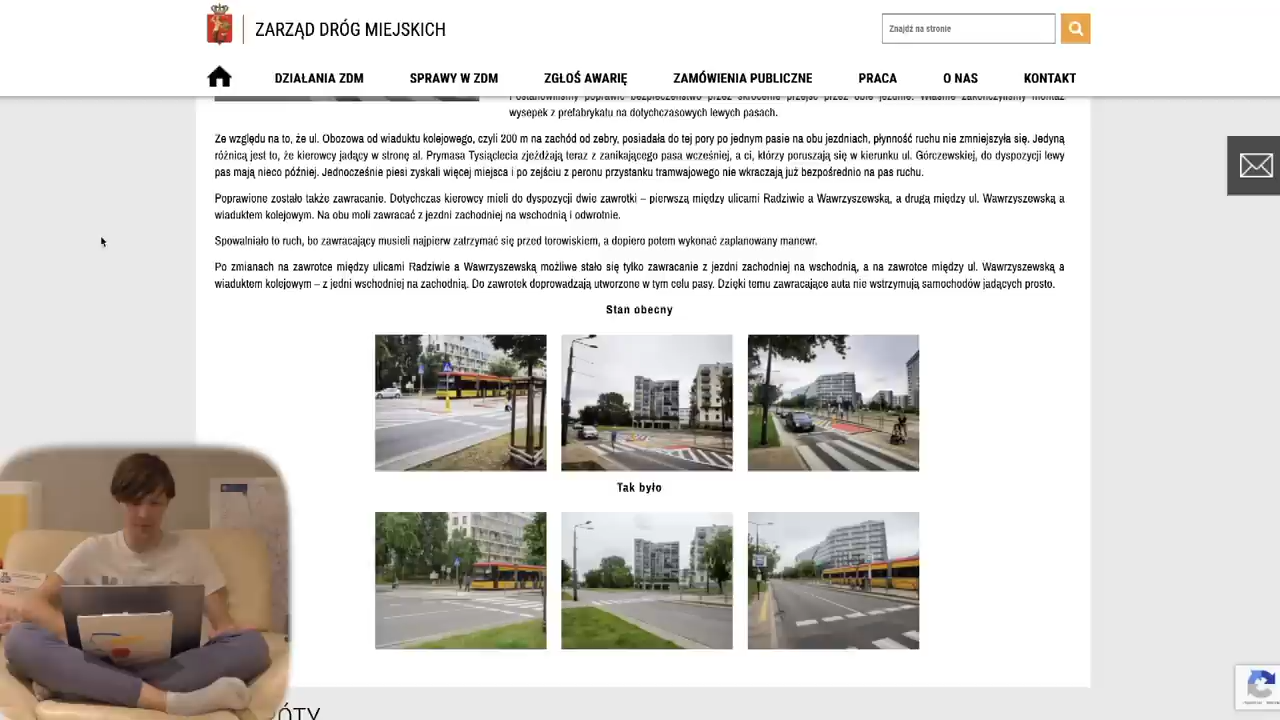 ZARZĄD DRÓG MIEJSKICH
Znajdź na stronie
DZIAŁANIA ZDM SPRAWY W ZDM ZGŁOŚ AWARIĘ ZAMÓWIENIA PUBLICZNE PRACA O NAS KONTAKT
Postanowiliśmy poprawić bezpieczeństwo przez skrócenie przejść przez obie jezdnie. Właśnie zakończyliśmy montaż
wysepek z prefabrykatu na dotychczasowych lewych pasach.
Ze względu na to, że ul. Obozowa od wiaduktu kolejowego, czyli 200 m na zachód od zebry, posiadała do tej pory po jednym pasie na obu jezdniach, płynność ruchu nie zmniejszyła się. Jedyną
różnicą jest to, że kierowcy jadący w stronę al. Prymasa Tysiąclecia zjeżdżają teraz z zanikającego pasa wcześniej, a ci, którzy poruszają się w kierunku ul. Górczewskiej, do dyspozycji lewy
pas mają nieco później. Jednocześnie piesi zyskali więcej miejsca i po zejściu z peronu przystanku tramwajowego nie wkraczają już bezpośrednio na pas ruchu.
Poprawione zostało także zawracanie. Dotychczas kierowcy mieli do dyspozycji dwie zawrotki – pierwszą między ulicami Radziwie a Wawrzyszewską, a drugą między ul. Wawrzyszewską a
wiaduktem kolejowym. Na obu moli zawracać z jezdni zachodniej na wschodnią i odwrotnie.
Spowalniało to ruch, bo zawracający musieli najpierw zatrzymać się przed torowiskiem, a dopiero potem wykonać zaplanowany manewr.
Po zmianach na zawrotce między ulicami Radziwie a Wawrzyszewską możliwe stało się tylko zawracanie z jezdni zachodniej na wschodnią, a na zawrotce między ul. Wawrzyszewską a
wiaduktem kolejowym – z jedni wschodniej na zachodnią. Do zawrotek doprowadzają utworzone w tym celu pasy. Dzięki temu zawracające auta nie wstrzymują samochodów jadących prosto.
Stan obecny
Tak było